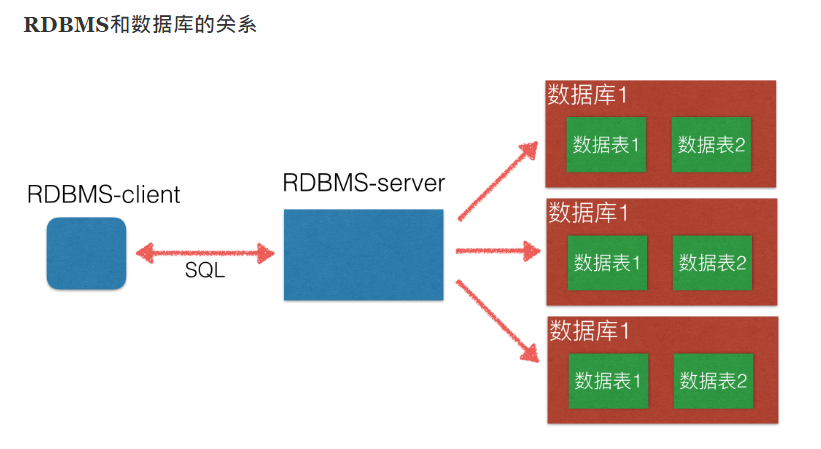 RDBMS和数据库的关系
RDBMS-client
SQL
RDBMS-server
数据库1
数据表1 数据表2
数据库1
数据表1 数据表2
数据库1
数据表1 数据表2